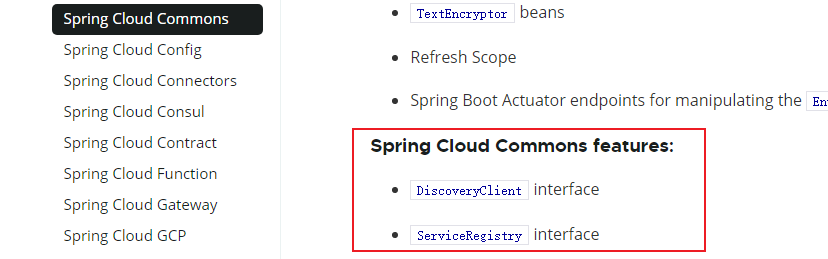 Spring Cloud Commons
Spring Cloud Config
Spring Cloud Connectors
Spring Cloud Consul
Spring Cloud Contract
Spring Cloud Function
Spring Cloud Gateway
Spring Cloud GCP
TextEncryptor beans
Refresh Scope
Spring Boot Actuator endpoints for manipulating the
Spring Cloud Commons features:
DiscoveryClient interface
ServiceRegistry interface